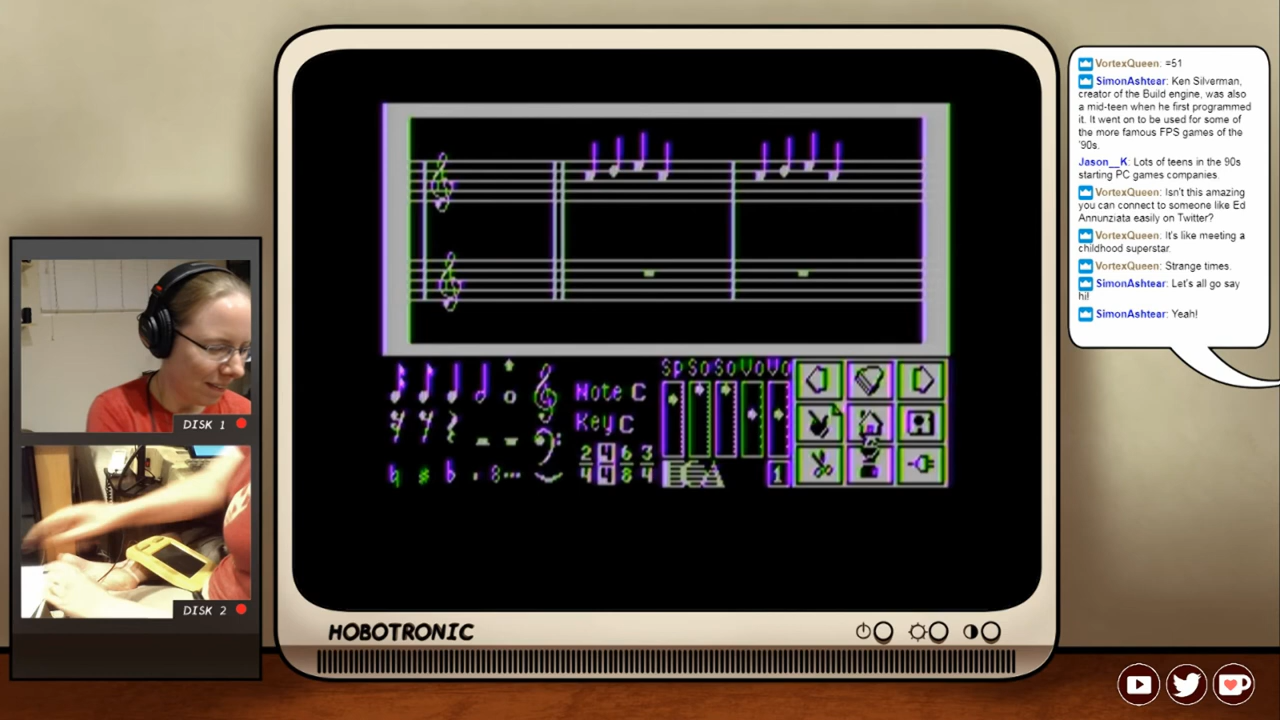 VortexQueen: =51
SimonAshtear: Ken Silverman,
creator of the Build engine, was also
a mid-teen when he first programmed
it. It went on to be used for some of
the more famous FPS games of the
'90s.
Jason__K: Lots of teens in the 90s
starting PC games companies.
VortexQueen: Isn't this amazing
you can connect to someone like Ed
Annunziata easily on Twitter?
VortexQueen: It's like meeting a
childhood superstar.
VortexQueen: Strange times.
SimonAshtear: Let's all go say
hi!
SimonAshtear: Yeah!
Sp So So Vo Vo
Note C
Key C
2 4 6 3
4 4 8 4
1
DISK 1
DISK 2
HOBOTRONIC